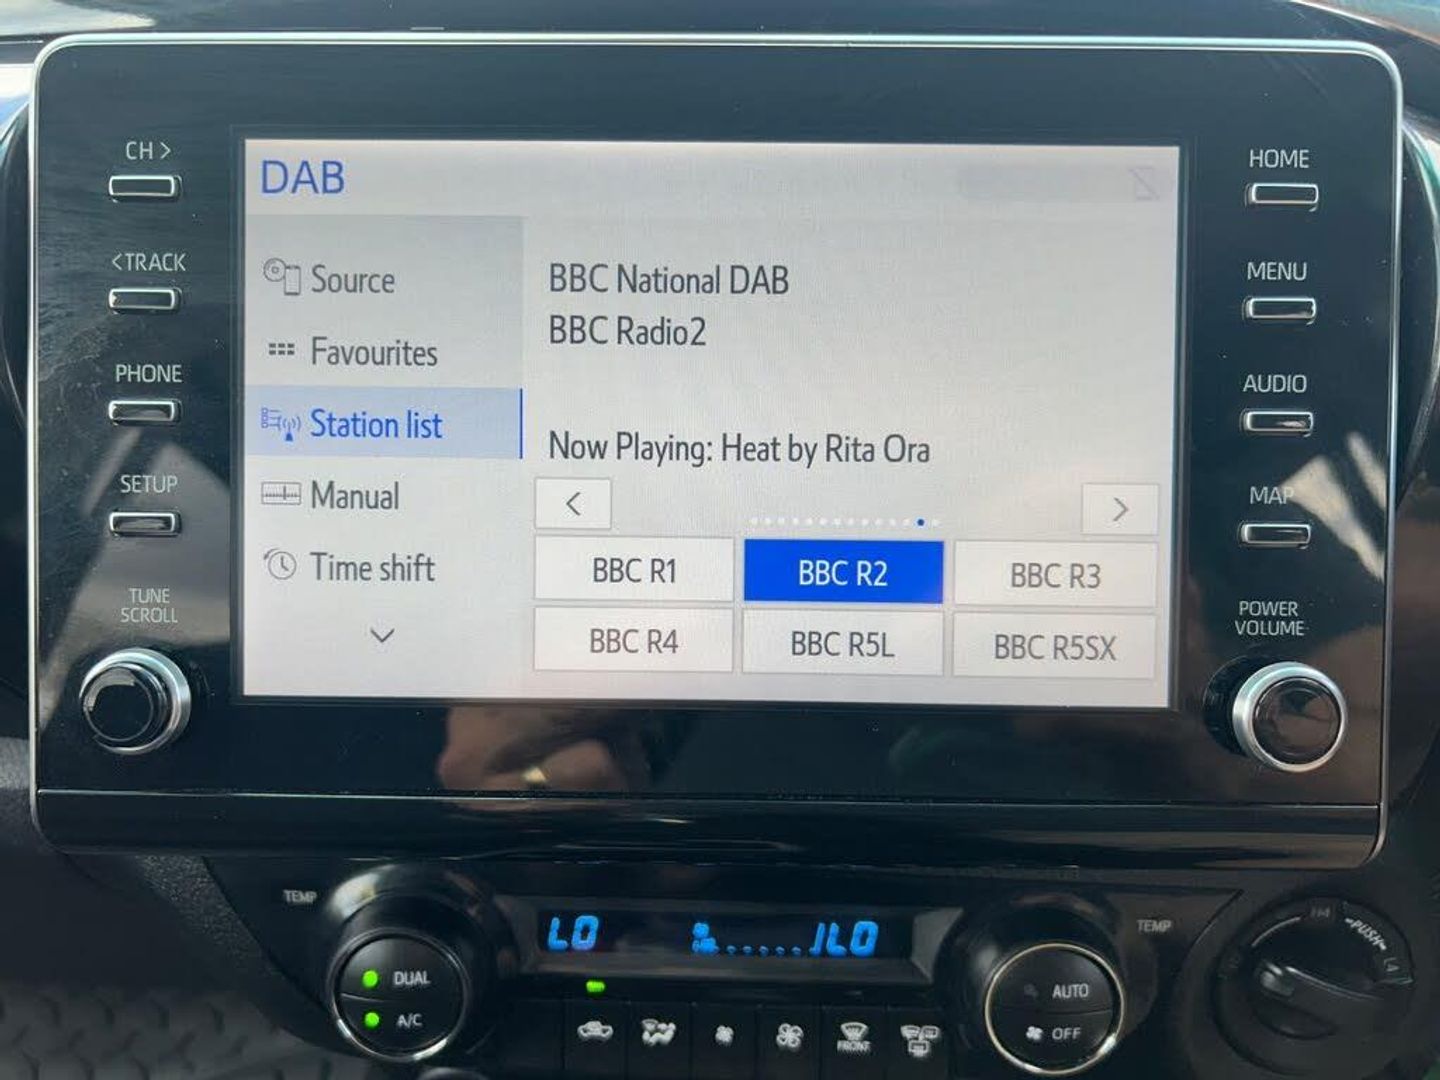 DAB
CH >
<TRACK
PHONE
SETUP
TUNE
SCROLL
Source
Favourites
Station list
Manual
Time shift
BBC National DAB
BBC Radio2
Now Playing: Heat by Rita Ora
<
>
BBC R1
BBC R2
BBC R3
BBC R4
BBC R5L
BBC R5SX
HOME
MENU
AUDIO
MAP
POWER
VOLUME
TEMP
LO
LO
TEMP
DUAL
A/C
FRONT
AUTO
OFF
H4
PUSH
L4